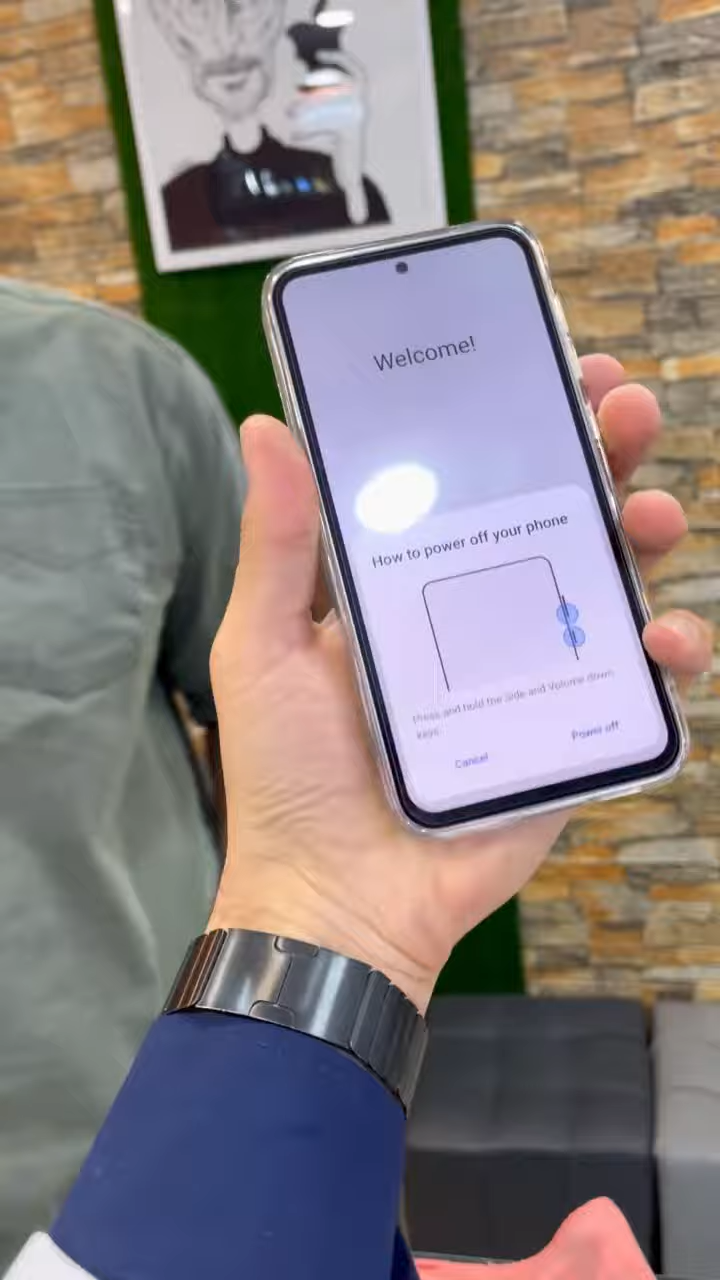 Welcome!
How to power off your phone
Press and hold the Side and Volume down
keys.
Cancel
Power off